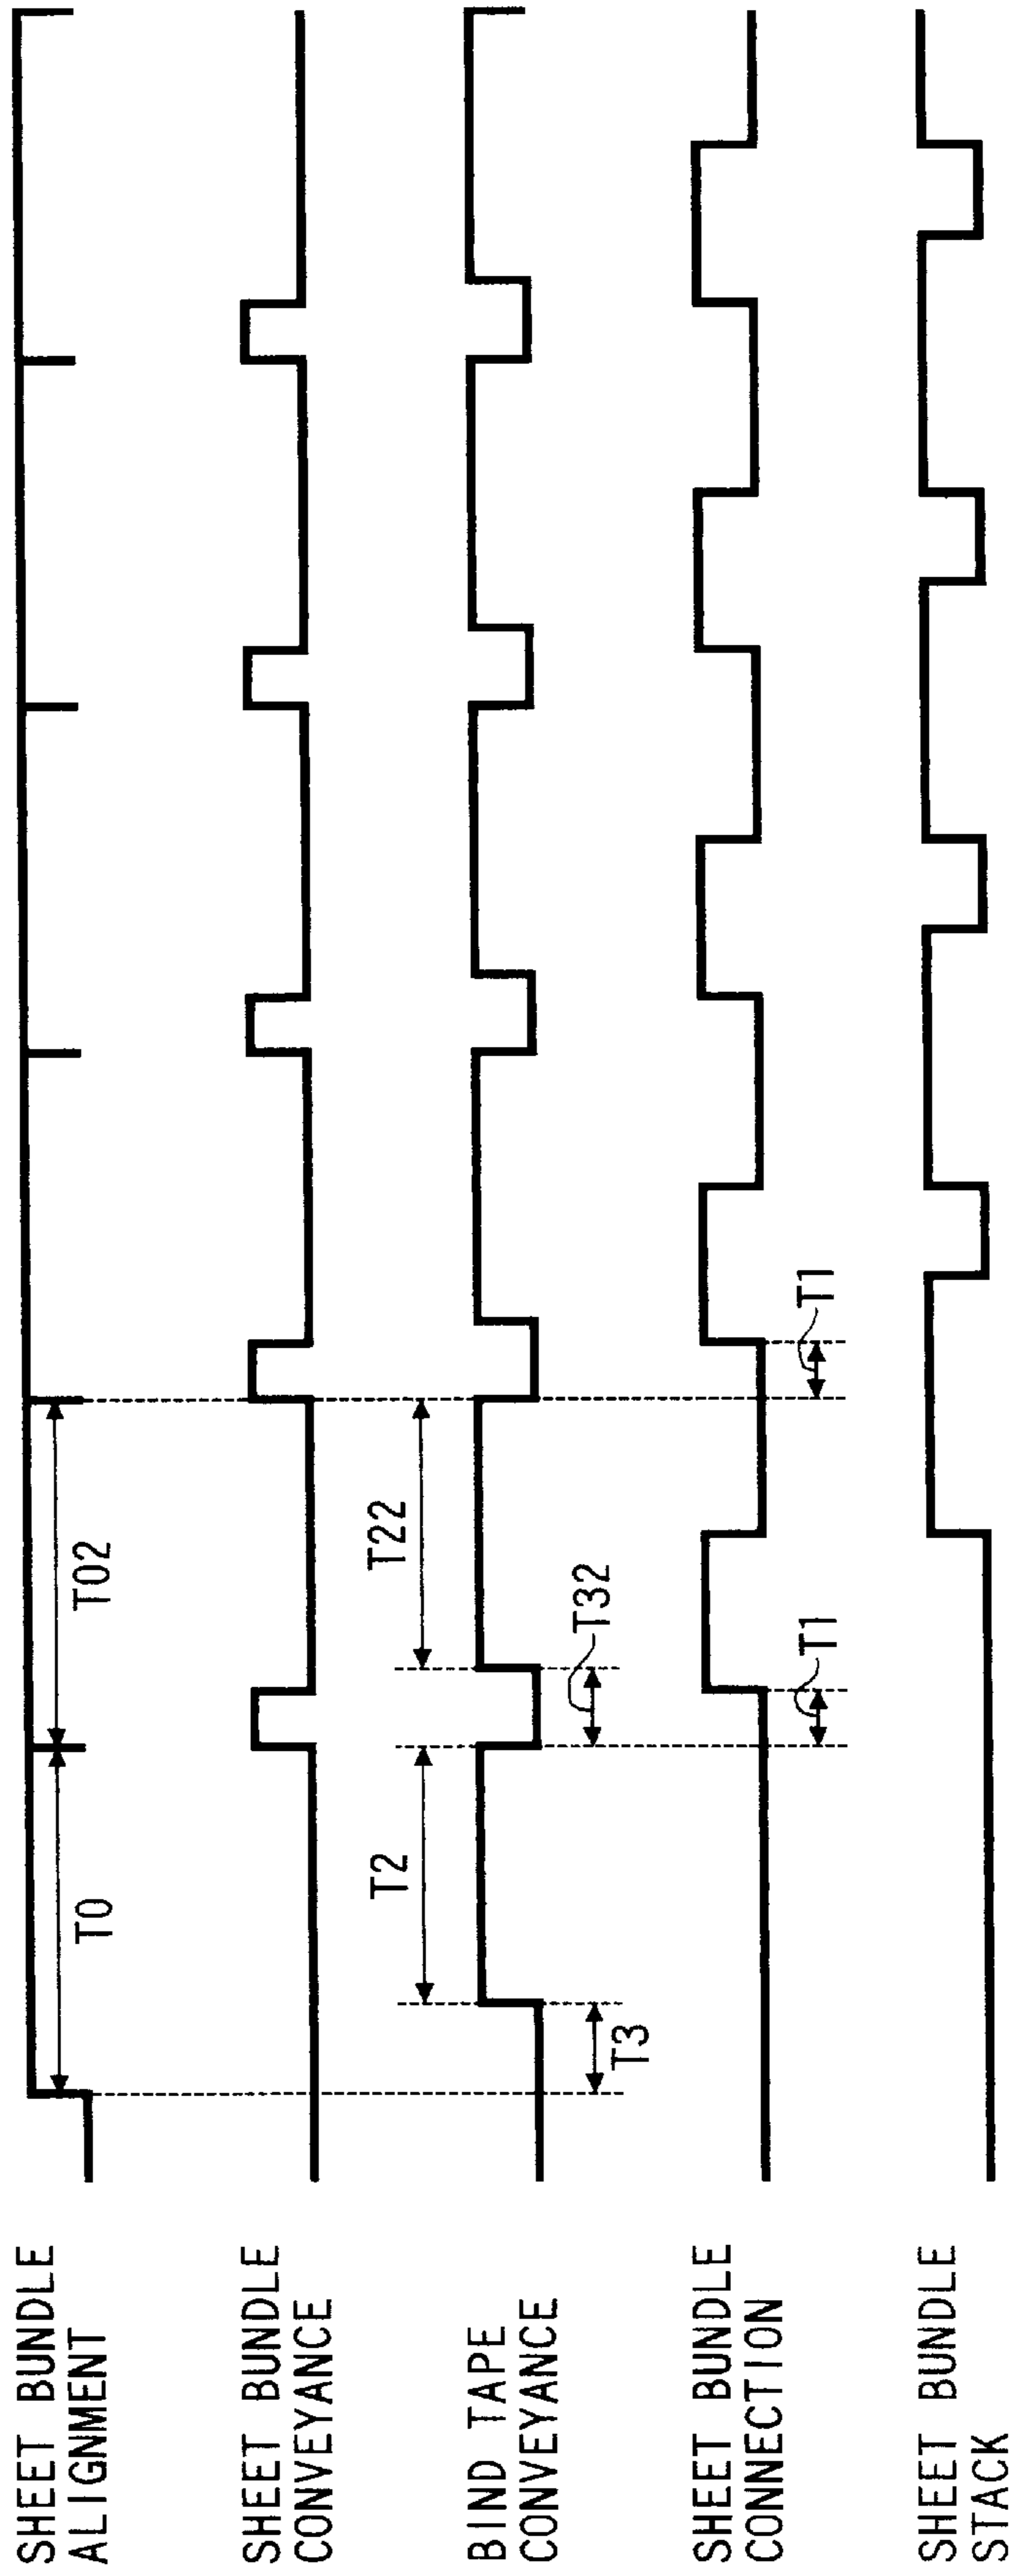 SHEET BUNDLE
ALIGNMENT
T0
T02
SHEET BUNDLE
CONVEYANCE
BIND TAPE
CONVEYANCE
T3
T2
T32
T22
SHEET BUNDLE
CONNECTION
T1
T1
SHEET BUNDLE
STACK